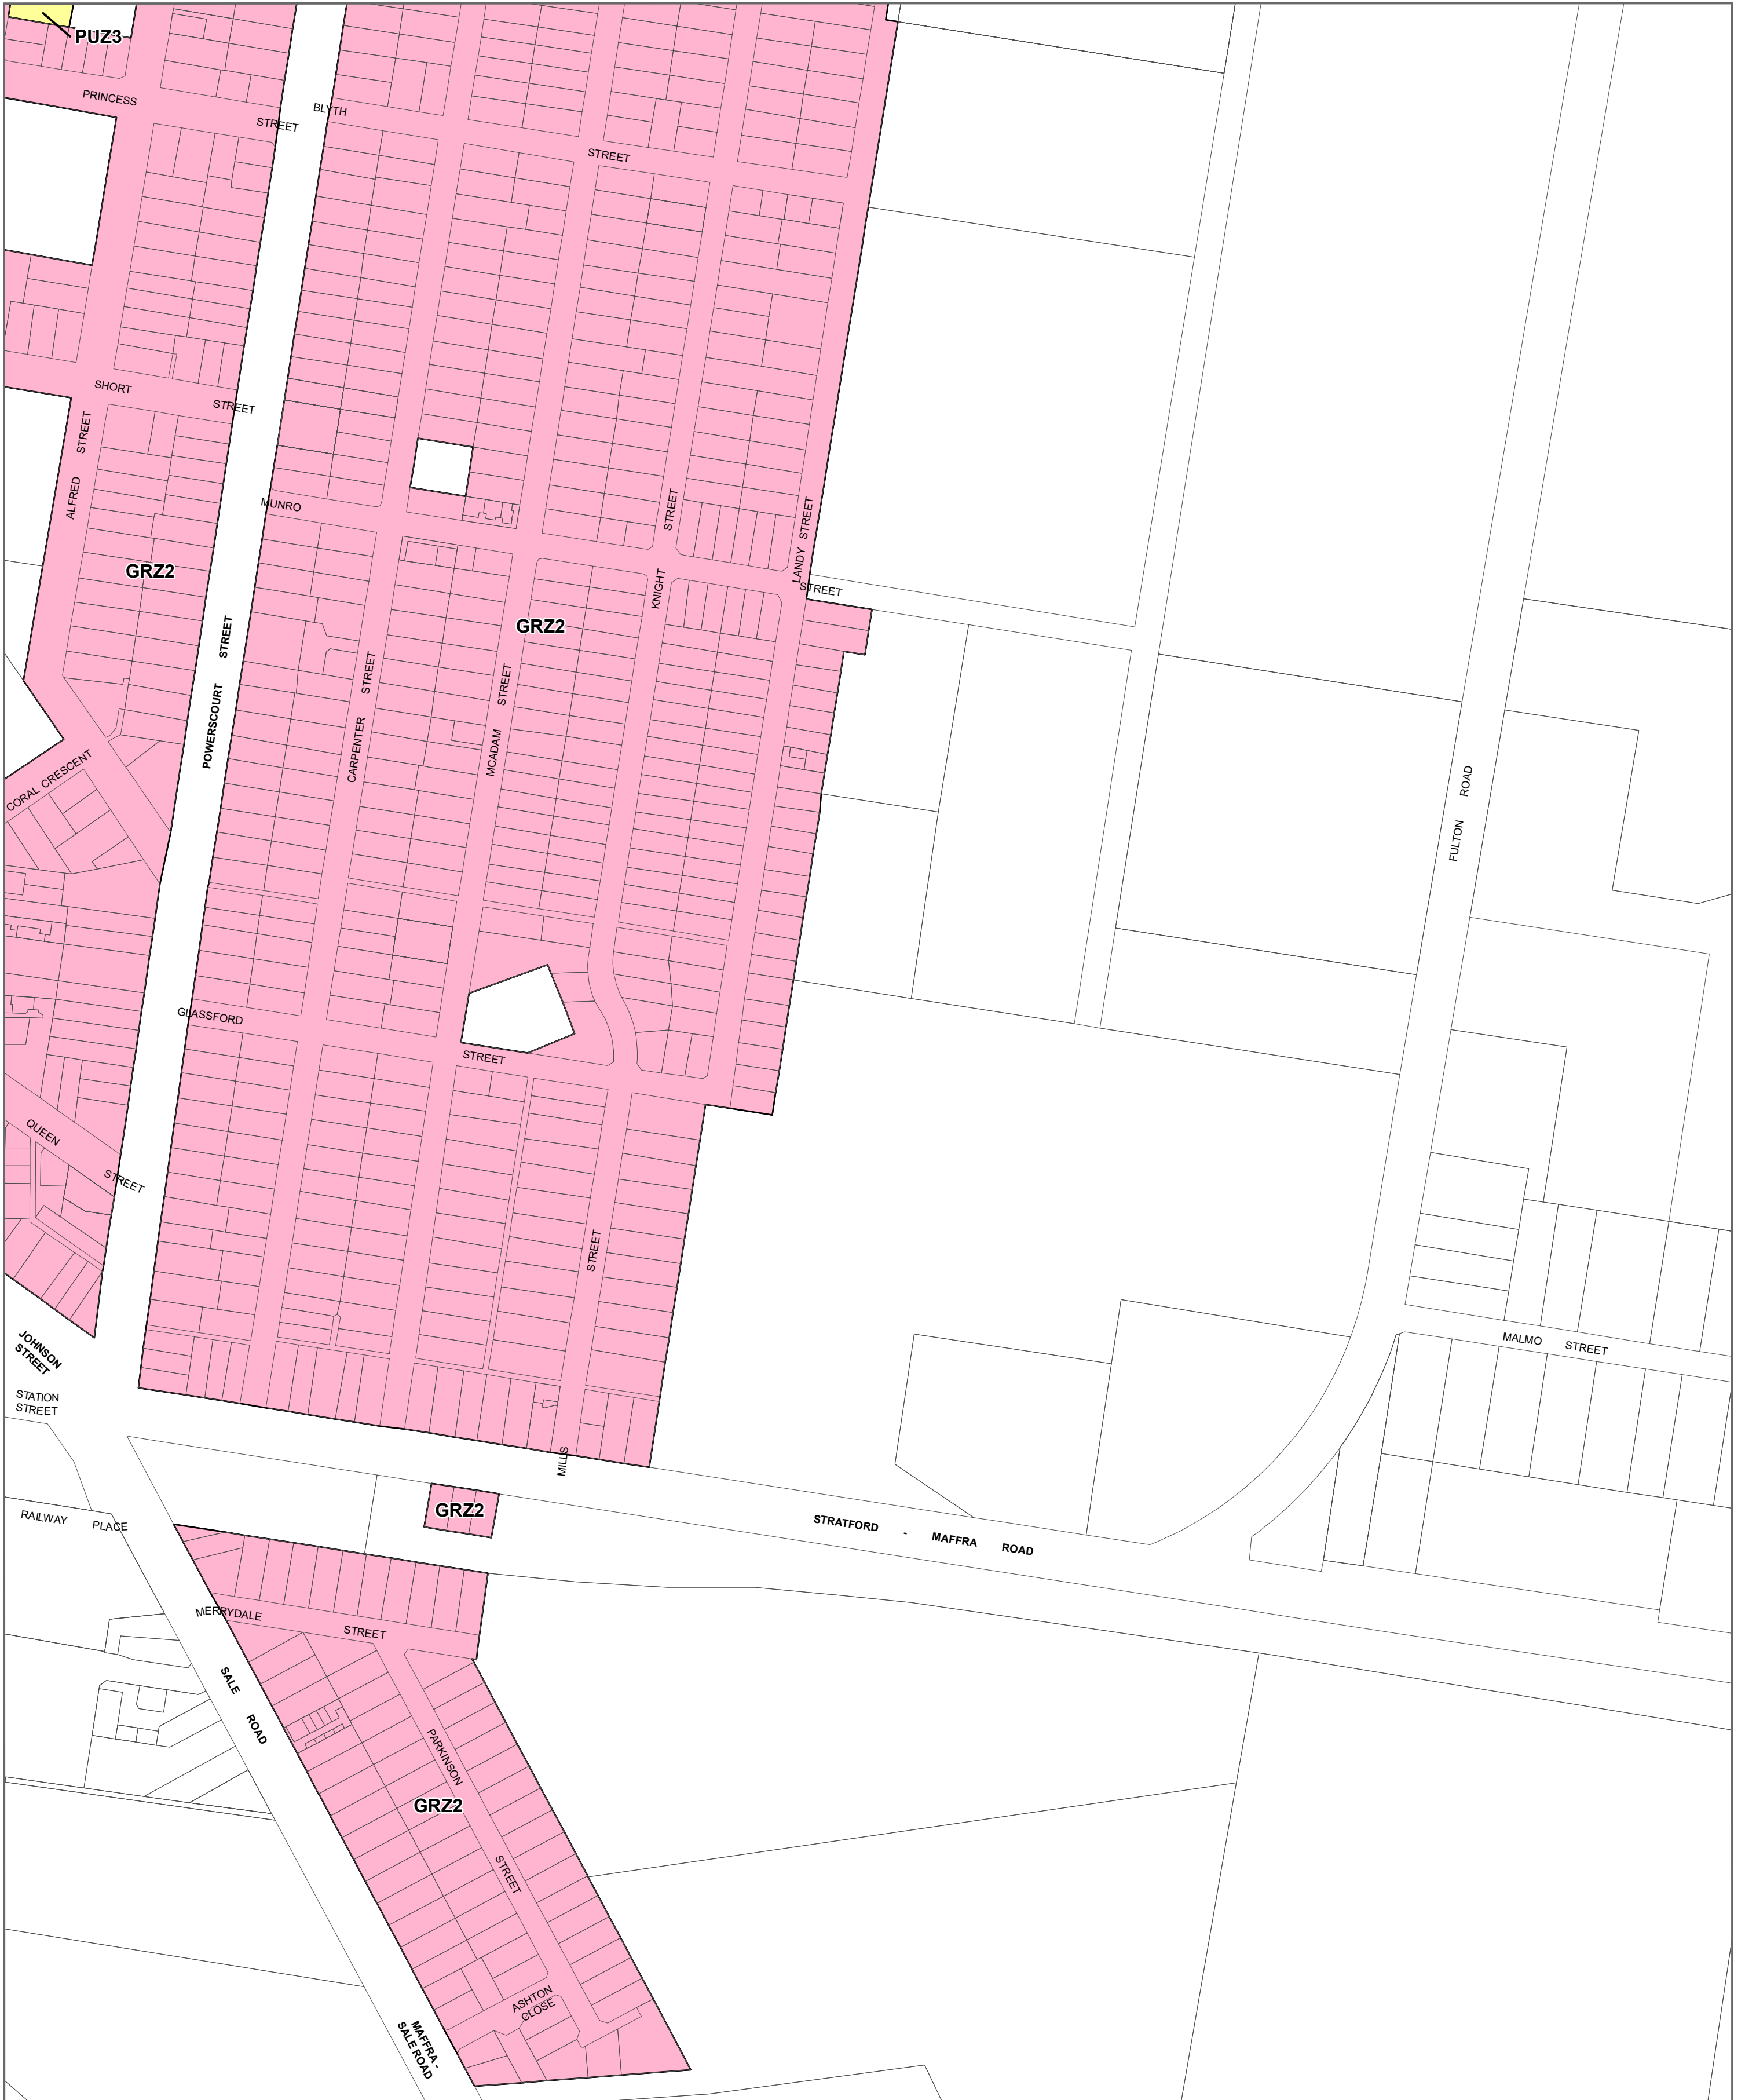 PUZ3
PRINCESS
STREET
BLYTH
STREET
SHORT
STREET
ALFRED STREET
MUNRO
STREET
STREET
LANDY STREET
KNIGHT
GRZ2
GRZ2
POWERSCOURT STREET
CARPENTER STREET
MCADAM STREET
CORAL CRESCENT
FULTON ROAD
GLASSFORD
STREET
QUEEN
STREET
STREET
MILLS
JOHNSON
STREET
STATION
STREET
MALMO STREET
RAILWAY PLACE
GRZ2
STRATFORD - MAFFRA ROAD
MERRYDALE
STREET
SALE ROAD
PARKINSON
STREET
GRZ2
ASHTON
CLOSE
MAFFRA -
SALE ROAD